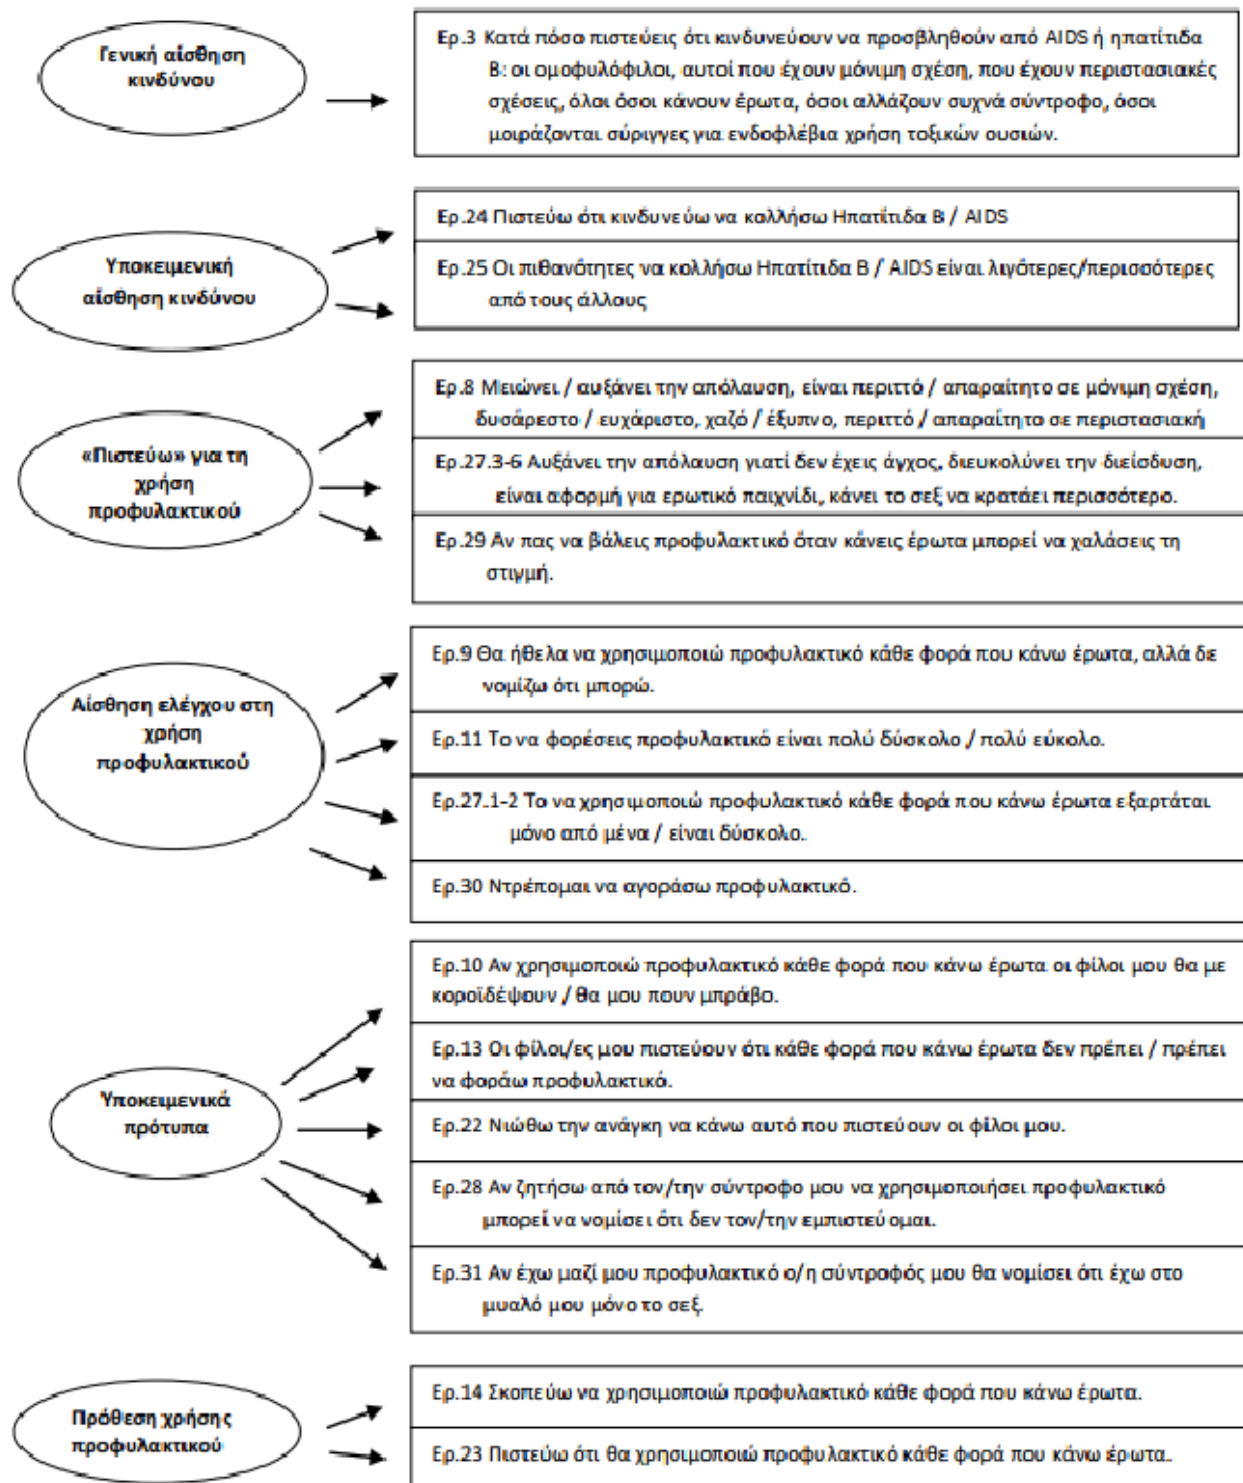 Γενική αίσθηση
κινδύνου
Ερ.3 Κατά πόσο πιστεύεις ότι κινδυνεύουν να προσβληθούν από AIDS ή ηπατίτιδα
Β: οι ομοφυλόφιλοι, αυτοί που έχουν μόνιμη σχέση, που έχουν περιστασιακές
σχέσεις, όλοι όσοι κάνουν έρωτα, όσοι αλλάζουν συχνά σύντροφο, όσοι
μοιράζονται σύριγγες για ενδοφλέβια χρήση τοξικών ουσιών.
Υποκειμενική
αίσθηση κινδύνου
Ερ.24 Πιστεύω ότι κινδυνεύω να κολλήσω Ηπατίτιδα Β / AIDS
Ερ.25 Οι πιθανότητες να κολλήσω Ηπατίτιδα Β / AIDS είναι λιγότερες/περισσότερες
από τους άλλους
«Πιστεύω» για τη
χρήση
προφυλακτικού
Ερ.8 Μειώνει / αυξάνει την απόλαυση, είναι περιττό / απαραίτητο σε μόνιμη σχέση,
δυσάρεστο / ευχάριστο, χαζό / έξυπνο, περιττό / απαραίτητο σε περιστασιακή
Ερ.27.3-6 Αυξάνει την απόλαυση γιατί δεν έχεις άγχος, διευκολύνει την διείσδυση,
είναι αφορμή για ερωτικό παιχνίδι, κάνει το σεξ να κρατάει περισσότερο.
Ερ.29 Αν πας να βάλεις προφυλακτικό όταν κάνεις έρωτα μπορεί να χαλάσεις τη
στιγμή.
Αίσθηση ελέγχου στη
χρήση
προφυλακτικού
Ερ.9 Θα ήθελα να χρησιμοποιώ προφυλακτικό κάθε φορά που κάνω έρωτα, αλλά δε
νομίζω ότι μπορώ.
Ερ.11 Το να φορέσεις προφυλακτικό είναι πολύ δύσκολο / πολύ εύκολο.
Ερ.27.1-2 Το να χρησιμοποιώ προφυλακτικό κάθε φορά που κάνω έρωτα εξαρτάται
μόνο από μένα / είναι δύσκολο.
Ερ.30 Ντρέπομαι να αγοράσω προφυλακτικό.
Υποκειμενικά
πρότυπα
Ερ.10 Αν χρησιμοποιώ προφυλακτικό κάθε φορά που κάνω έρωτα οι φίλοι μου θα με
κοροϊδέψουν / θα μου πουν μπράβο.
Ερ.13 Οι φίλοι/ες μου πιστεύουν ότι κάθε φορά που κάνω έρωτα δεν πρέπει / πρέπει
να φοράω προφυλακτικό.
Ερ.22 Νιώθω την ανάγκη να κάνω αυτό που πιστεύουν οι φίλοι μου.
Ερ.28 Αν ζητήσω από τον/την σύντροφο μου να χρησιμοποιήσει προφυλακτικό
μπορεί να νομίσει ότι δεν τον/την εμπιστεύομαι.
Ερ.31 Αν έχω μαζί μου προφυλακτικό ο/η σύντροφός μου θα νομίσει ότι έχω στο
μυαλό μου μόνο το σεξ.
Πρόθεση χρήσης
προφυλακτικού
Ερ.14 Σκοπεύω να χρησιμοποιώ προφυλακτικό κάθε φορά που κάνω έρωτα.
Ερ.23 Πιστεύω ότι θα χρησιμοποιώ προφυλακτικό κάθε φορά που κάνω έρωτα.